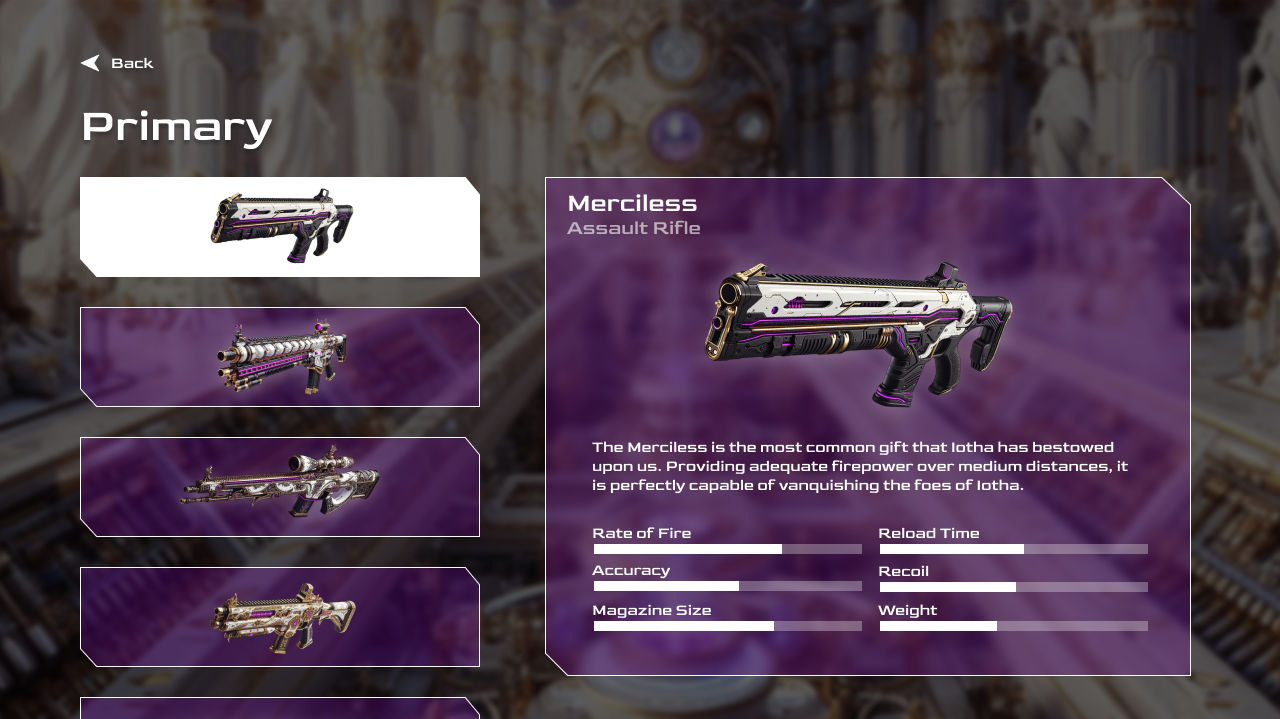 Back
Primary
Merciless
Assault Rifle
The Merciless is the most common gift that Iotha has bestowed
upon us. Providing adequate firepower over medium distances, it
is perfectly capable of vanquishing the foes of Iotha.
Rate of Fire
Reload Time
Accuracy
Recoil
Magazine Size
Weight